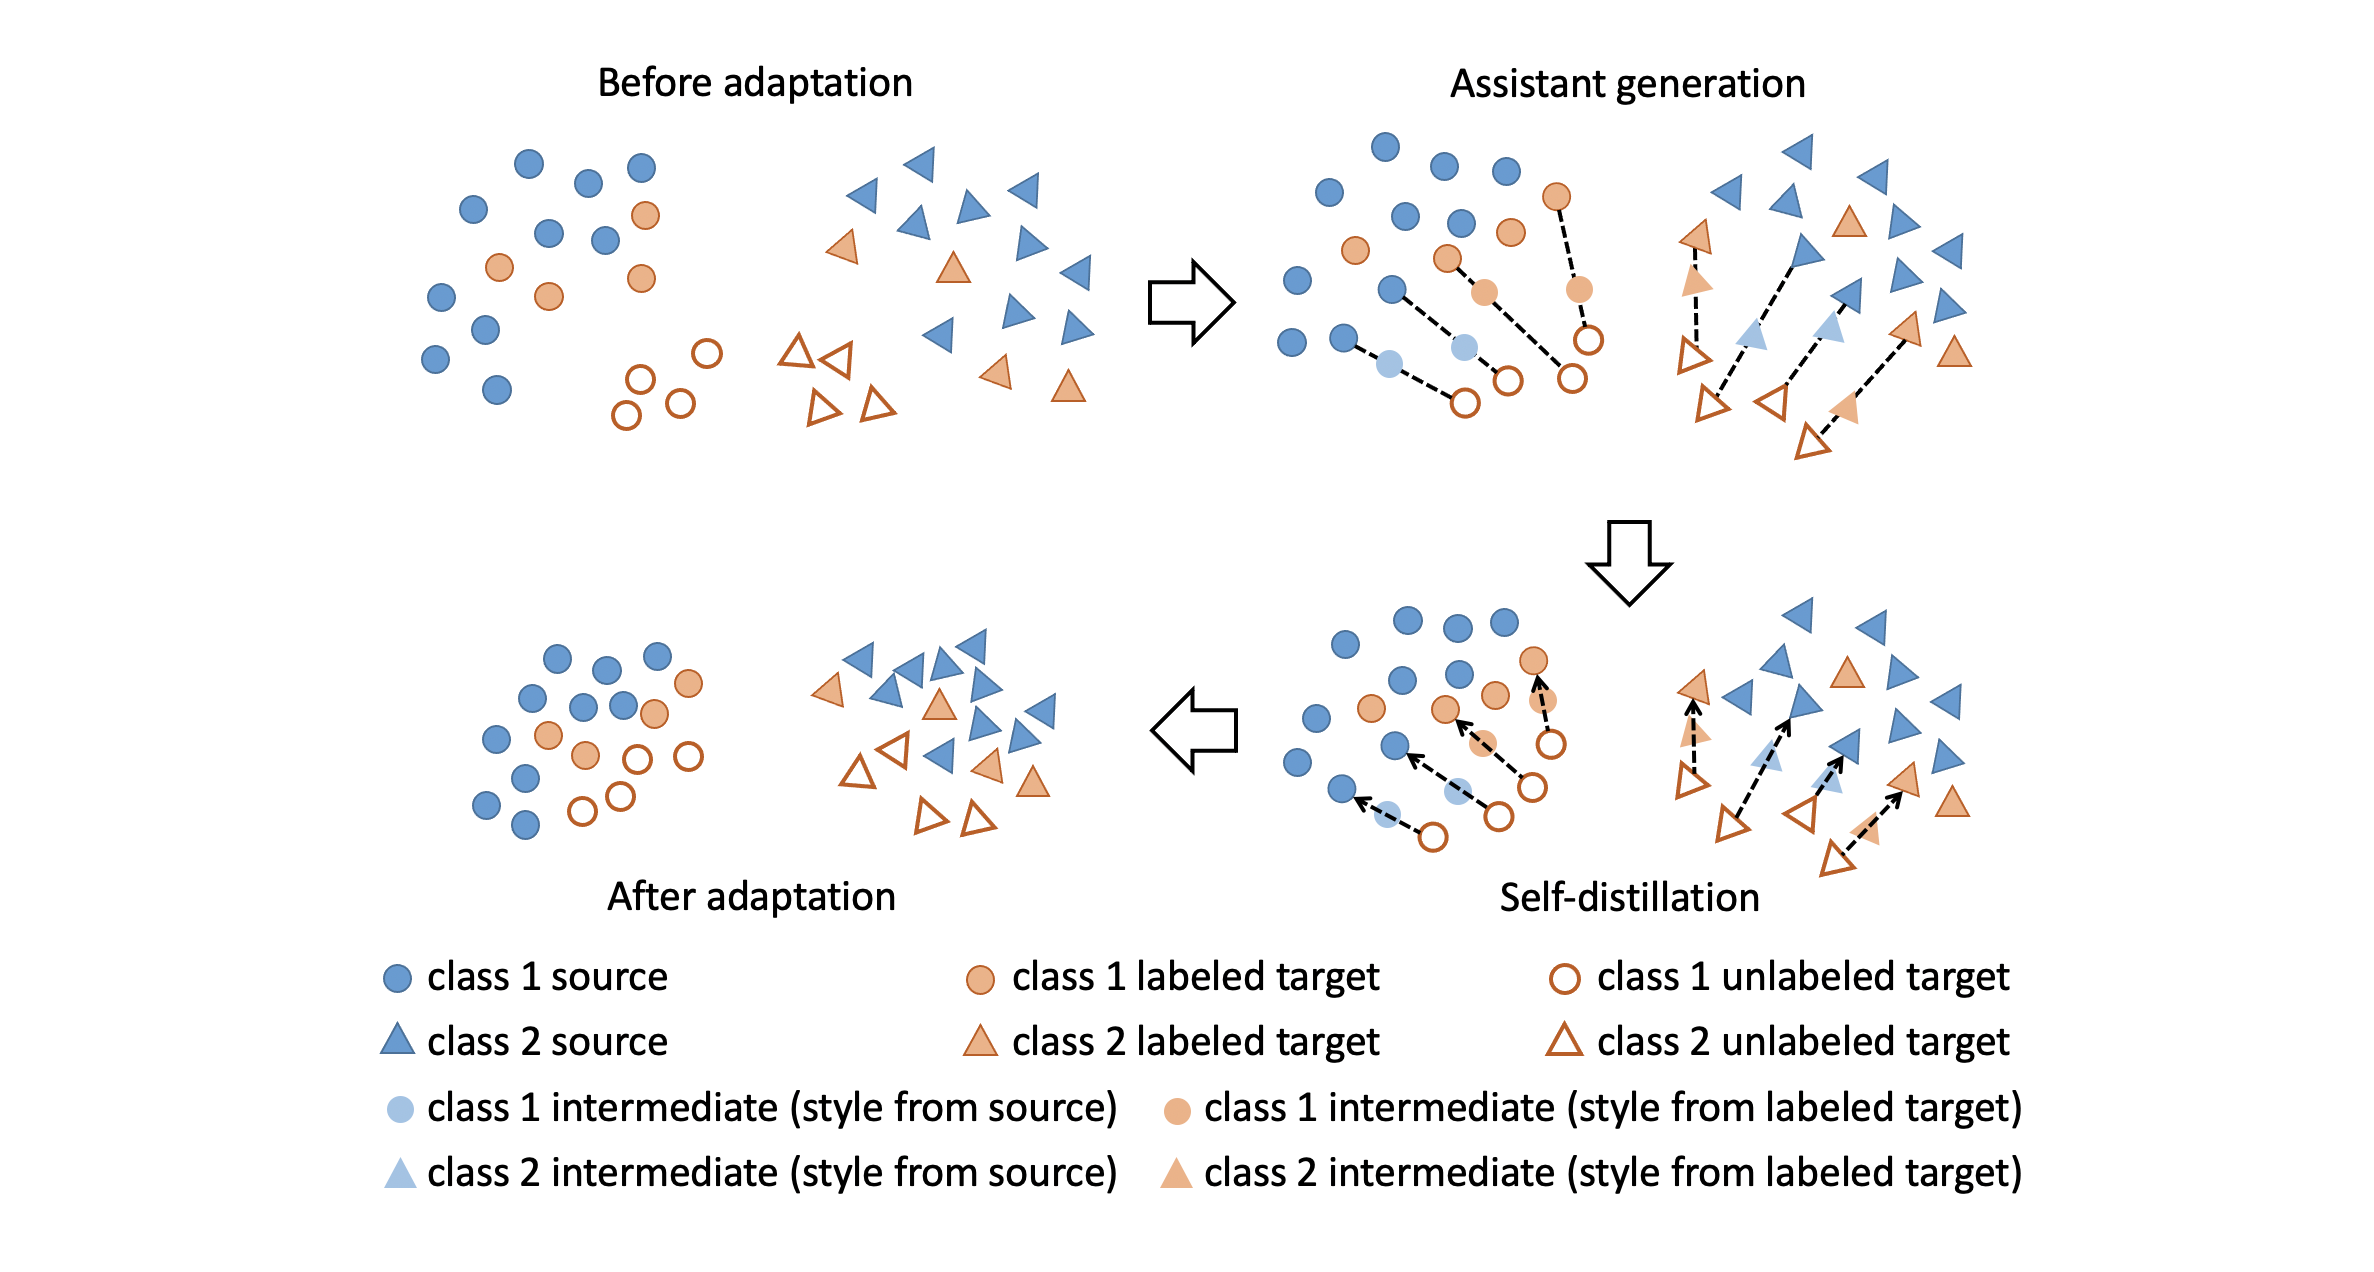 Before adaptation
Assistant generation
After adaptation
Self-distillation
class 1 source
class 1 labeled target
class 1 unlabeled target
class 2 source
class 2 labeled target
class 2 unlabeled target
class 1 intermediate (style from source)
class 1 intermediate (style from labeled target)
class 2 intermediate (style from source)
class 2 intermediate (style from labeled target)